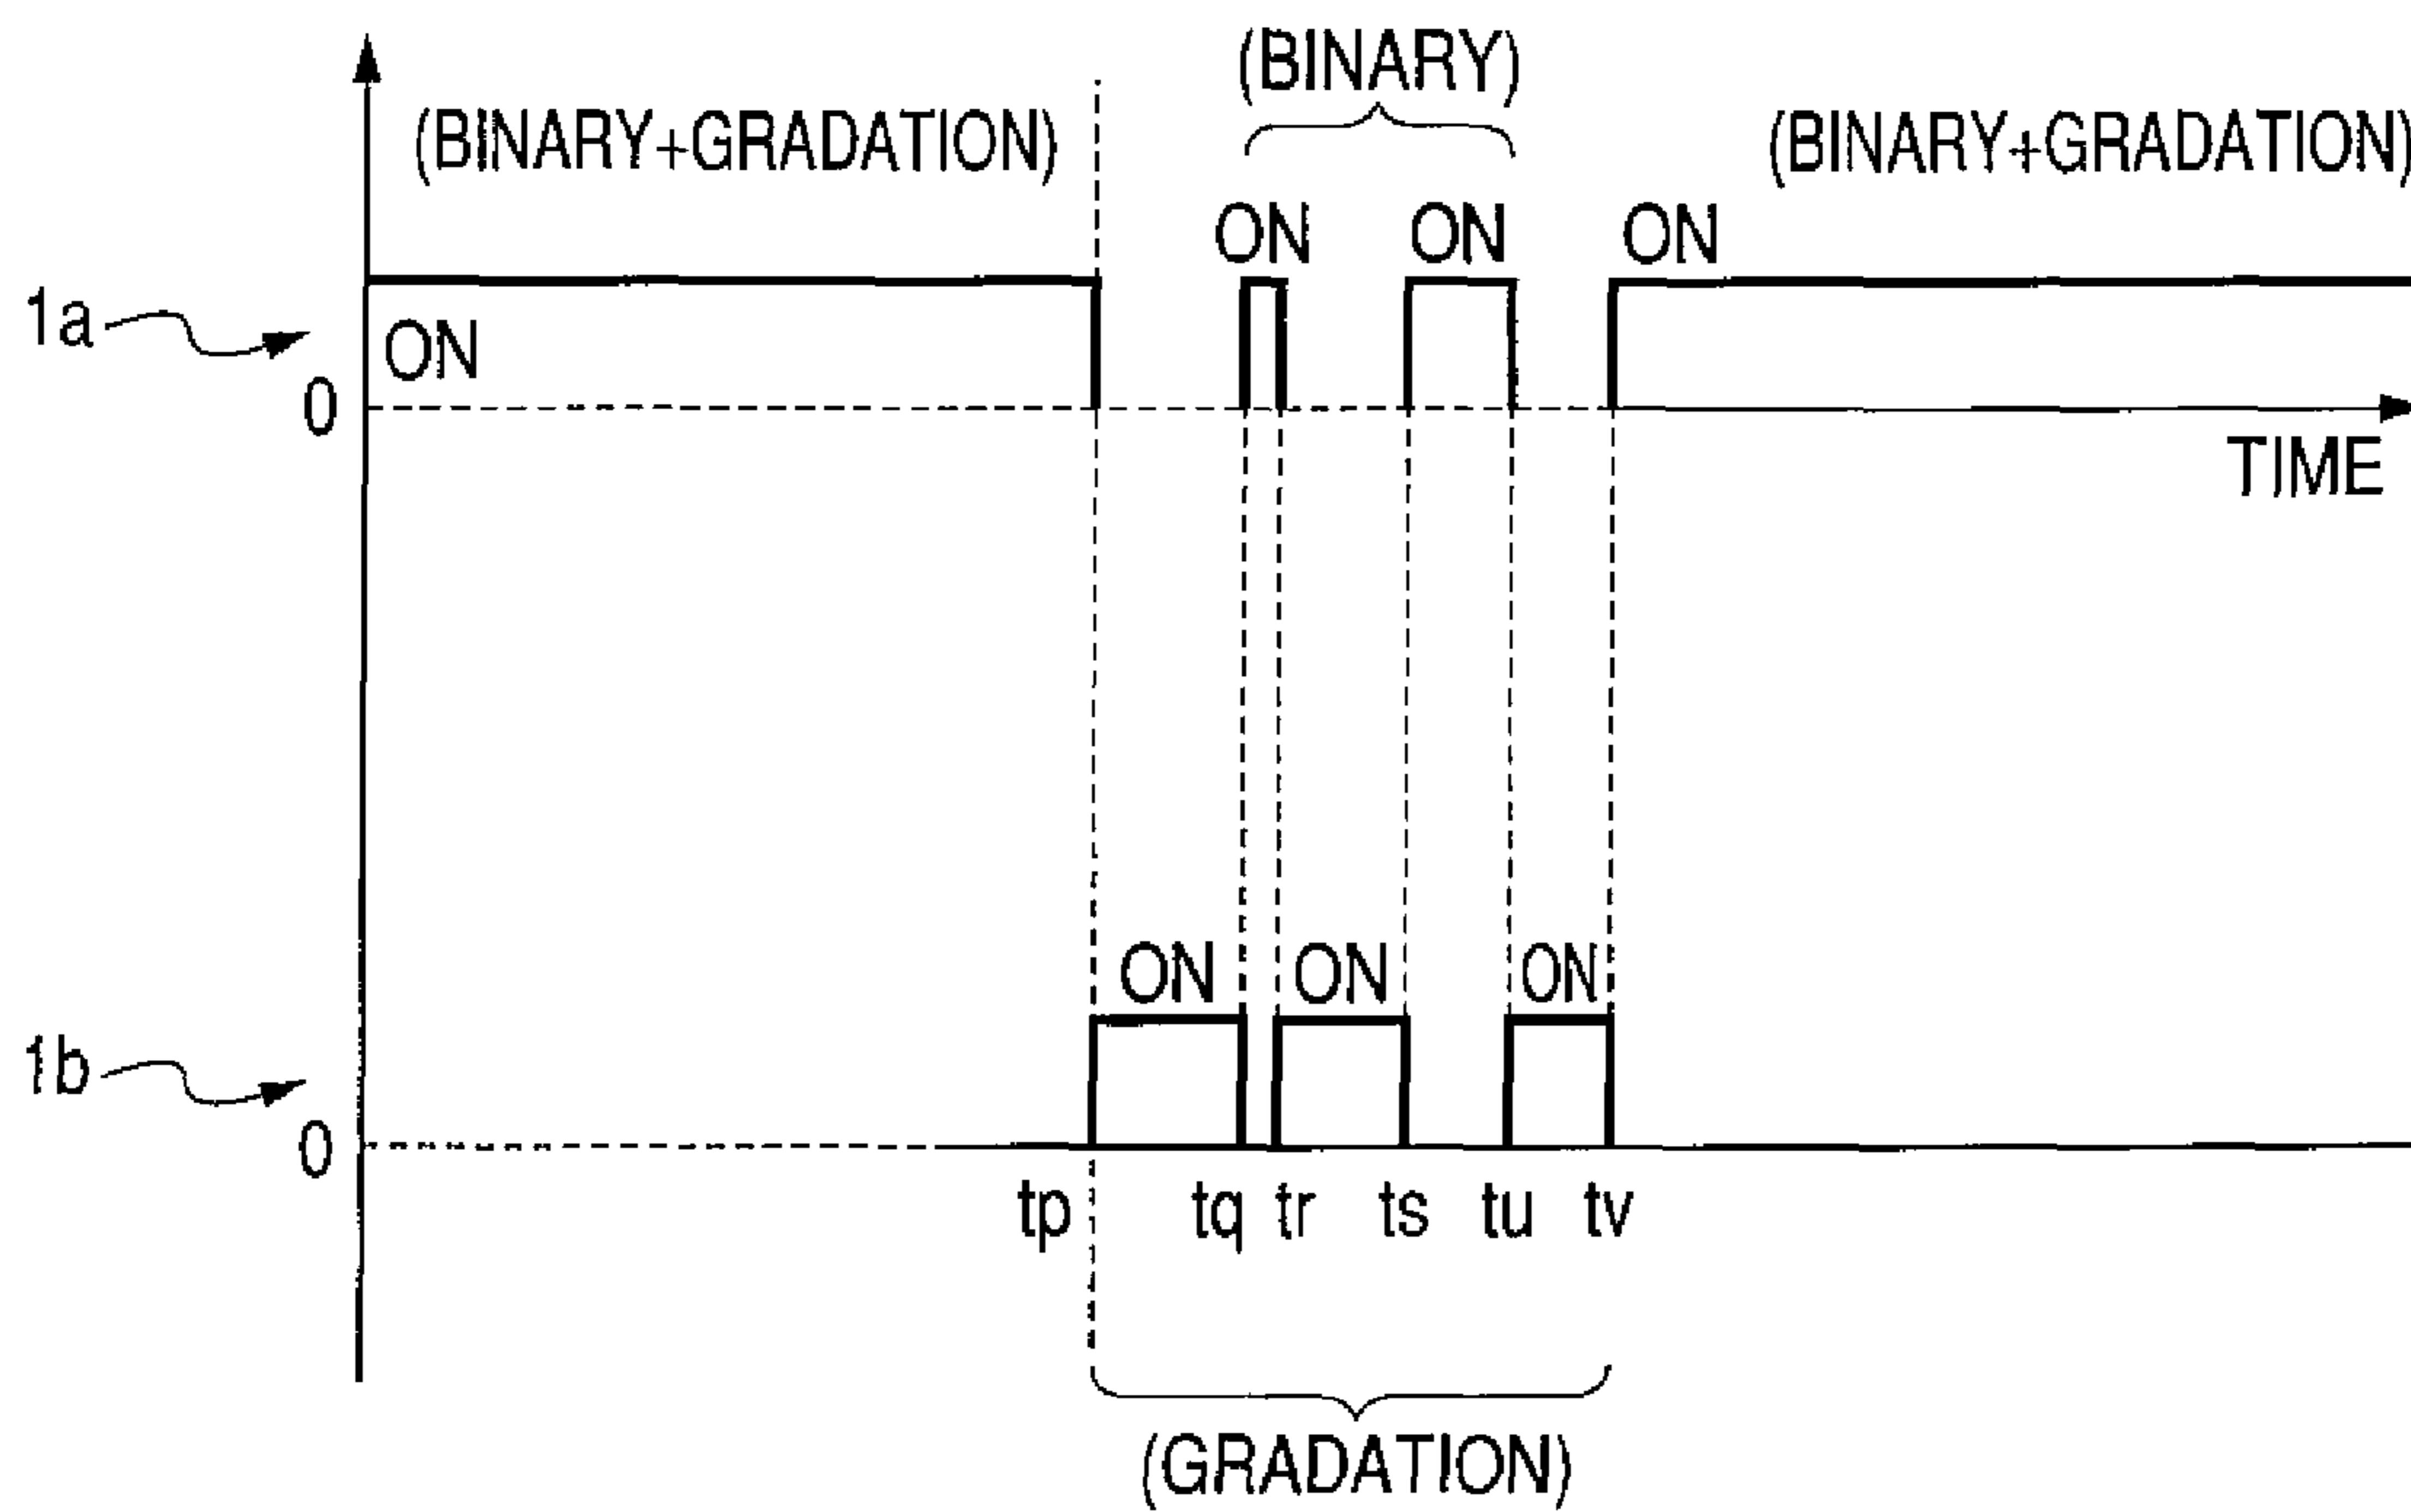 (BINARY)
(BINARY+GRADATION)
(BINARY+GRADATION)
ON
ON
ON
1a
ON
0
TIME
ON
ON
ON
1b
0
tp
tq
tr
ts
tu
tv
(GRADATION)